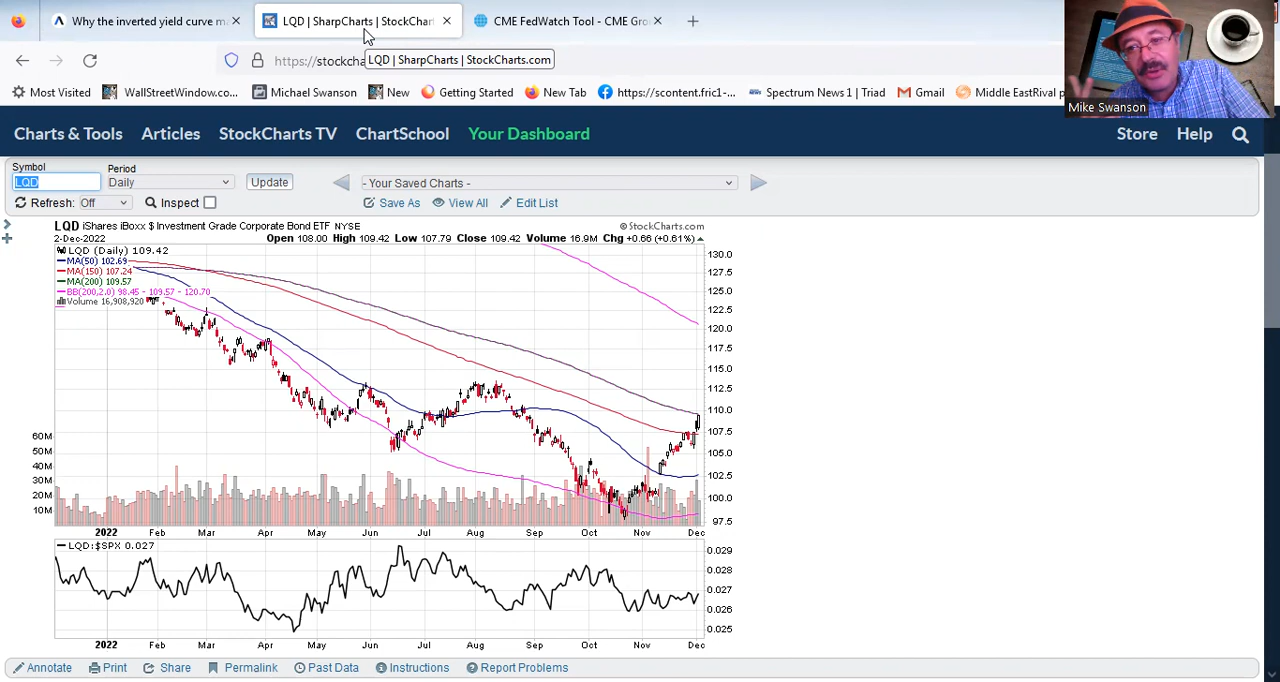 Why the inverted yield curve m
LQD | SharpCharts | StockChart
CME FedWatch Tool - CME Gro
https://stockcha
LQD | SharpCharts | StockCharts.com
Most Visited
WallStreetWindow.co...
Michael Swanson
New
Getting Started
New Tab
https://scontent.fric1-...
Spectrum News 1 | Triad
Gmail
Middle EastRival p
Mike Swanson
Charts & Tools
Articles
StockCharts TV
ChartSchool
Your Dashboard
Store
Help
Symbol
Period
LQD
Daily
Update
- Your Saved Charts -
Refresh: Off
Inspect
Save As
View All
Edit List
LQD iShares iBoxx $ Investment Grade Corporate Bond ETF NYSE
© StockCharts.com
2-Dec-2022
Open 108.00 High 109.42 Low 107.79 Close 109.42 Volume 16.9M Chg +0.66 (+0.61%)
LQD (Daily) 109.42
MA(50) 102.69
MA(150) 107.24
MA(200) 109.57
BB(200,2.0) 98.45 - 109.57 - 120.70
Volume 16,908,920
130.0
127.5
125.0
122.5
120.0
117.5
115.0
112.5
110.0
107.5
105.0
102.5
100.0
97.5
60M
50M
40M
30M
20M
10M
2022 Feb Mar Apr May Jun Jul Aug Sep Oct Nov Dec
LQD:$SPX 0.027
0.029
0.028
0.027
0.026
0.025
2022 Feb Mar Apr May Jun Jul Aug Sep Oct Nov Dec
Annotate
Print
Share
Permalink
Past Data
Instructions
Report Problems